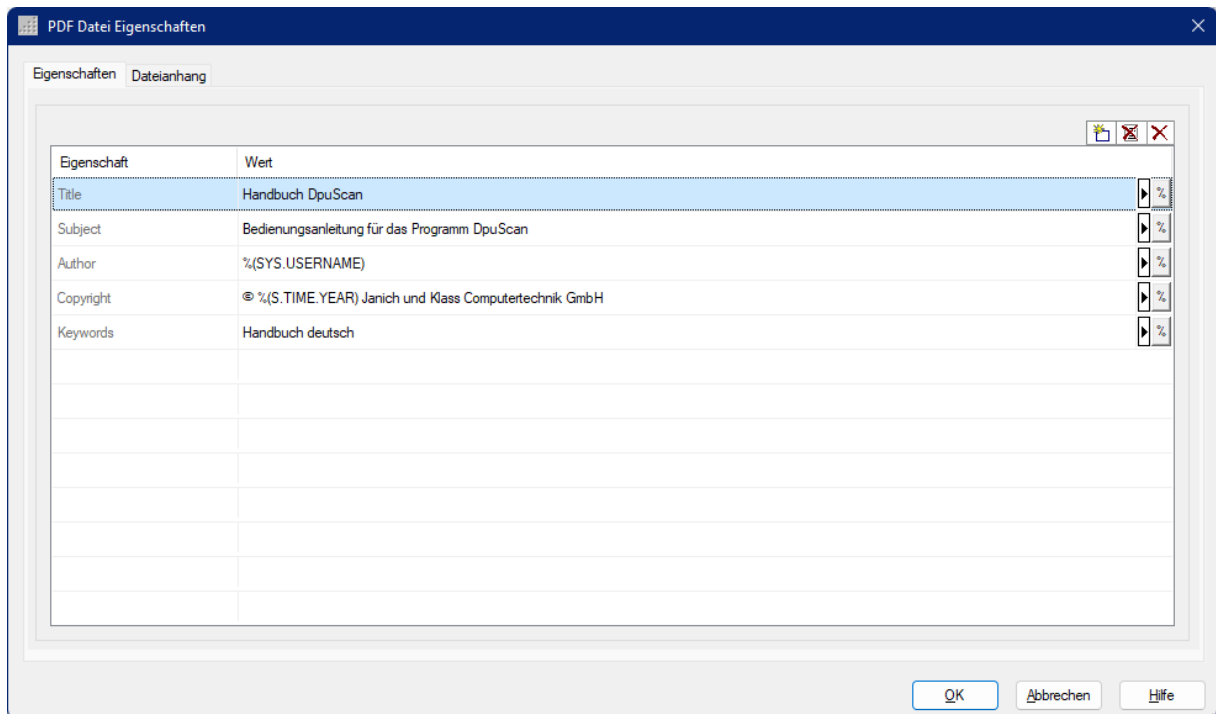 PDF Datei Eigenschaften
Eigenschaften Dateianhang
Eigenschaft Wert
Title Handbuch DpuScan %
Subject Bedienungsanleitung für das Programm DpuScan %
Author %(SYS.USERNAME) %
Copyright © %(S.TIME.YEAR) Janich und Klass Computertechnik GmbH %
Keywords Handbuch deutsch %
OK Abbrechen Hilfe